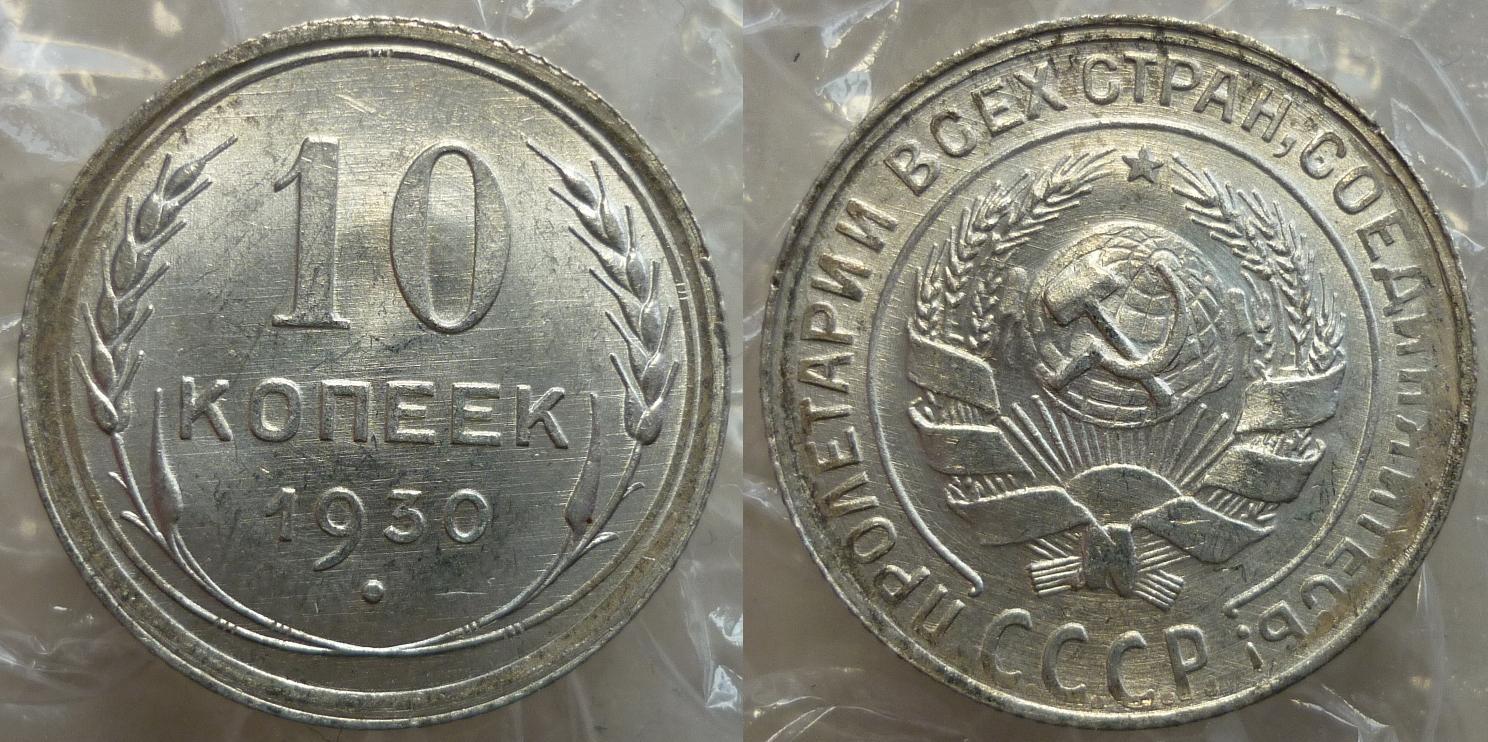 10
КОПЕЕК
1930
ПРОЛЕТАРИИ ВСЕХ СТРАН, СОЕДИНЯЙТЕСЬ!
СССР